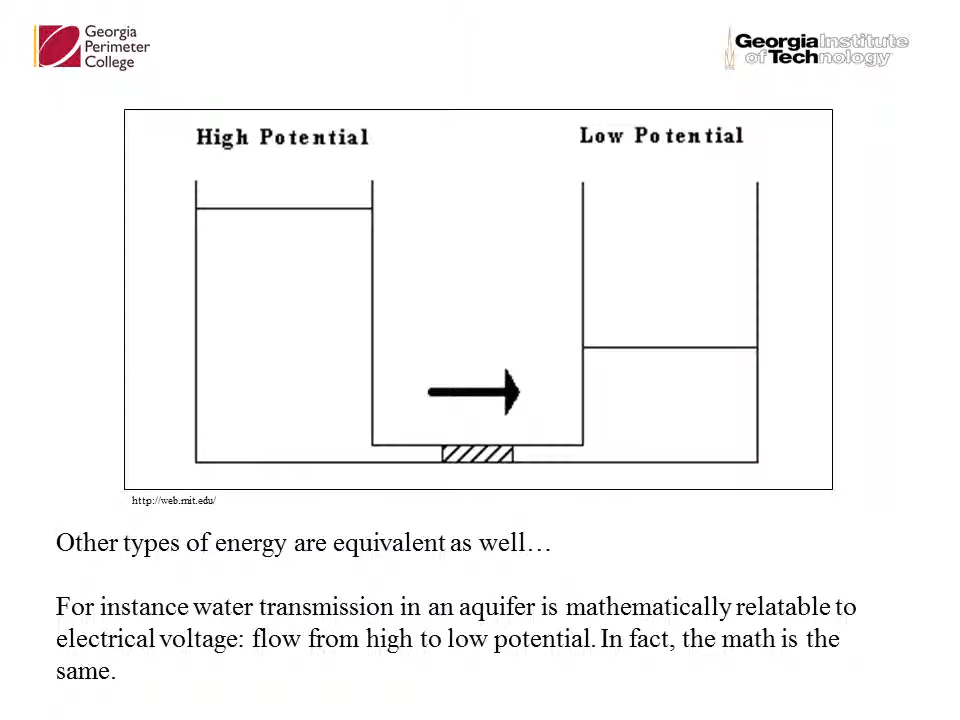 Georgia
Perimeter
College
GeorgiaInstitute
of Technology
High Potential
Low Potential
http://web.mit.edu/
Other types of energy are equivalent as well…
For instance water transmission in an aquifer is mathematically relatable to
electrical voltage: flow from high to low potential. In fact, the math is the
same.